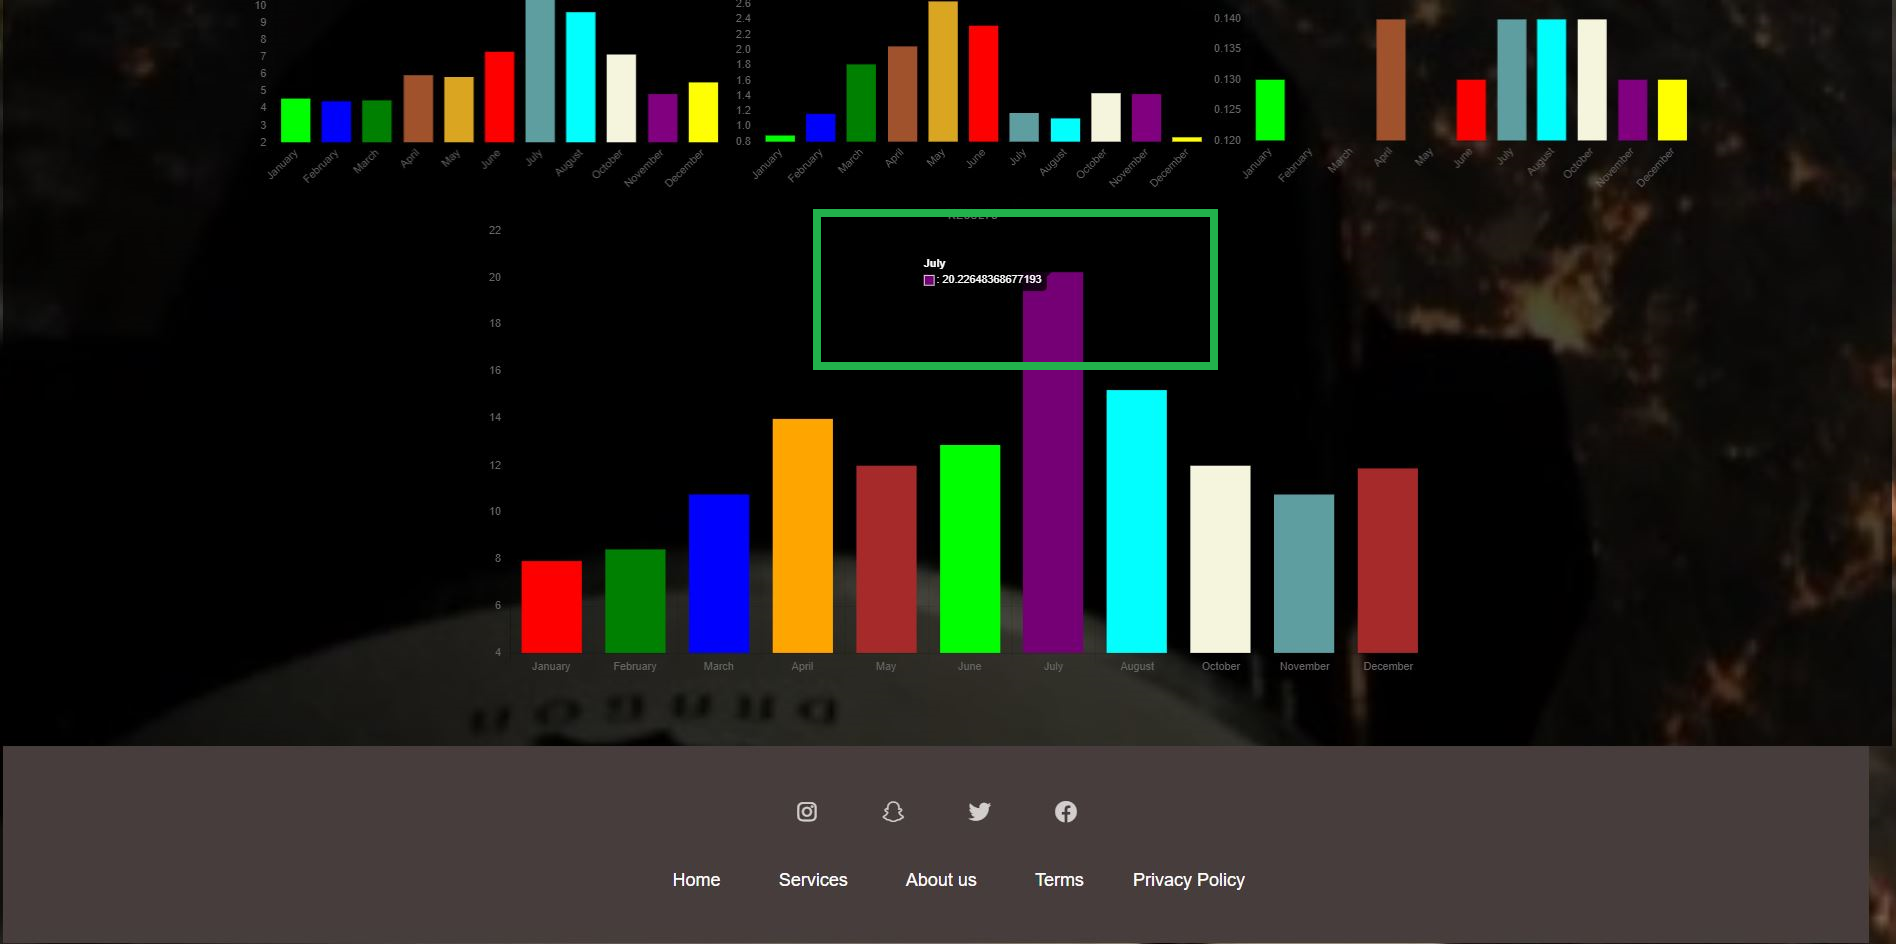 10
9
8
7
6
5
4
3
2
January
February
March
April
May
June
July
August
October
November
December
2.6
2.4
2.2
2.0
1.8
1.6
1.4
1.2
1.0
0.8
January
February
March
April
May
June
July
August
October
November
December
0.140
0.135
0.130
0.125
0.120
January
February
March
April
May
June
July
August
October
November
December
RESULTS
22
20
18
16
14
12
10
8
6
4
July
: 20.22648368677193
January
February
March
April
May
June
July
August
October
November
December
Home
Services
About us
Terms
Privacy Policy